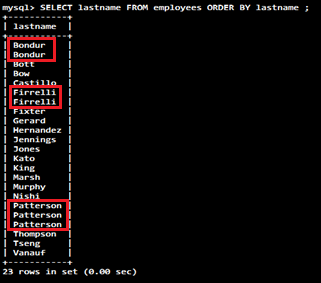 mysql> SELECT lastname FROM employees ORDER BY lastname ;
+-----------+
| lastname |
+-----------+
| Bondur |
| Bondur |
| Bott |
| Bow |
| Castillo |
| Firrelli |
| Firrelli |
| Fixter |
| Gerard |
| Hernandez |
| Jennings |
| Jones |
| Kato |
| King |
| Marsh |
| Murphy |
| Nishi |
| Patterson |
| Patterson |
| Patterson |
| Thompson |
| Tseng |
| Vanauf |
+-----------+
23 rows in set (0.00 sec)